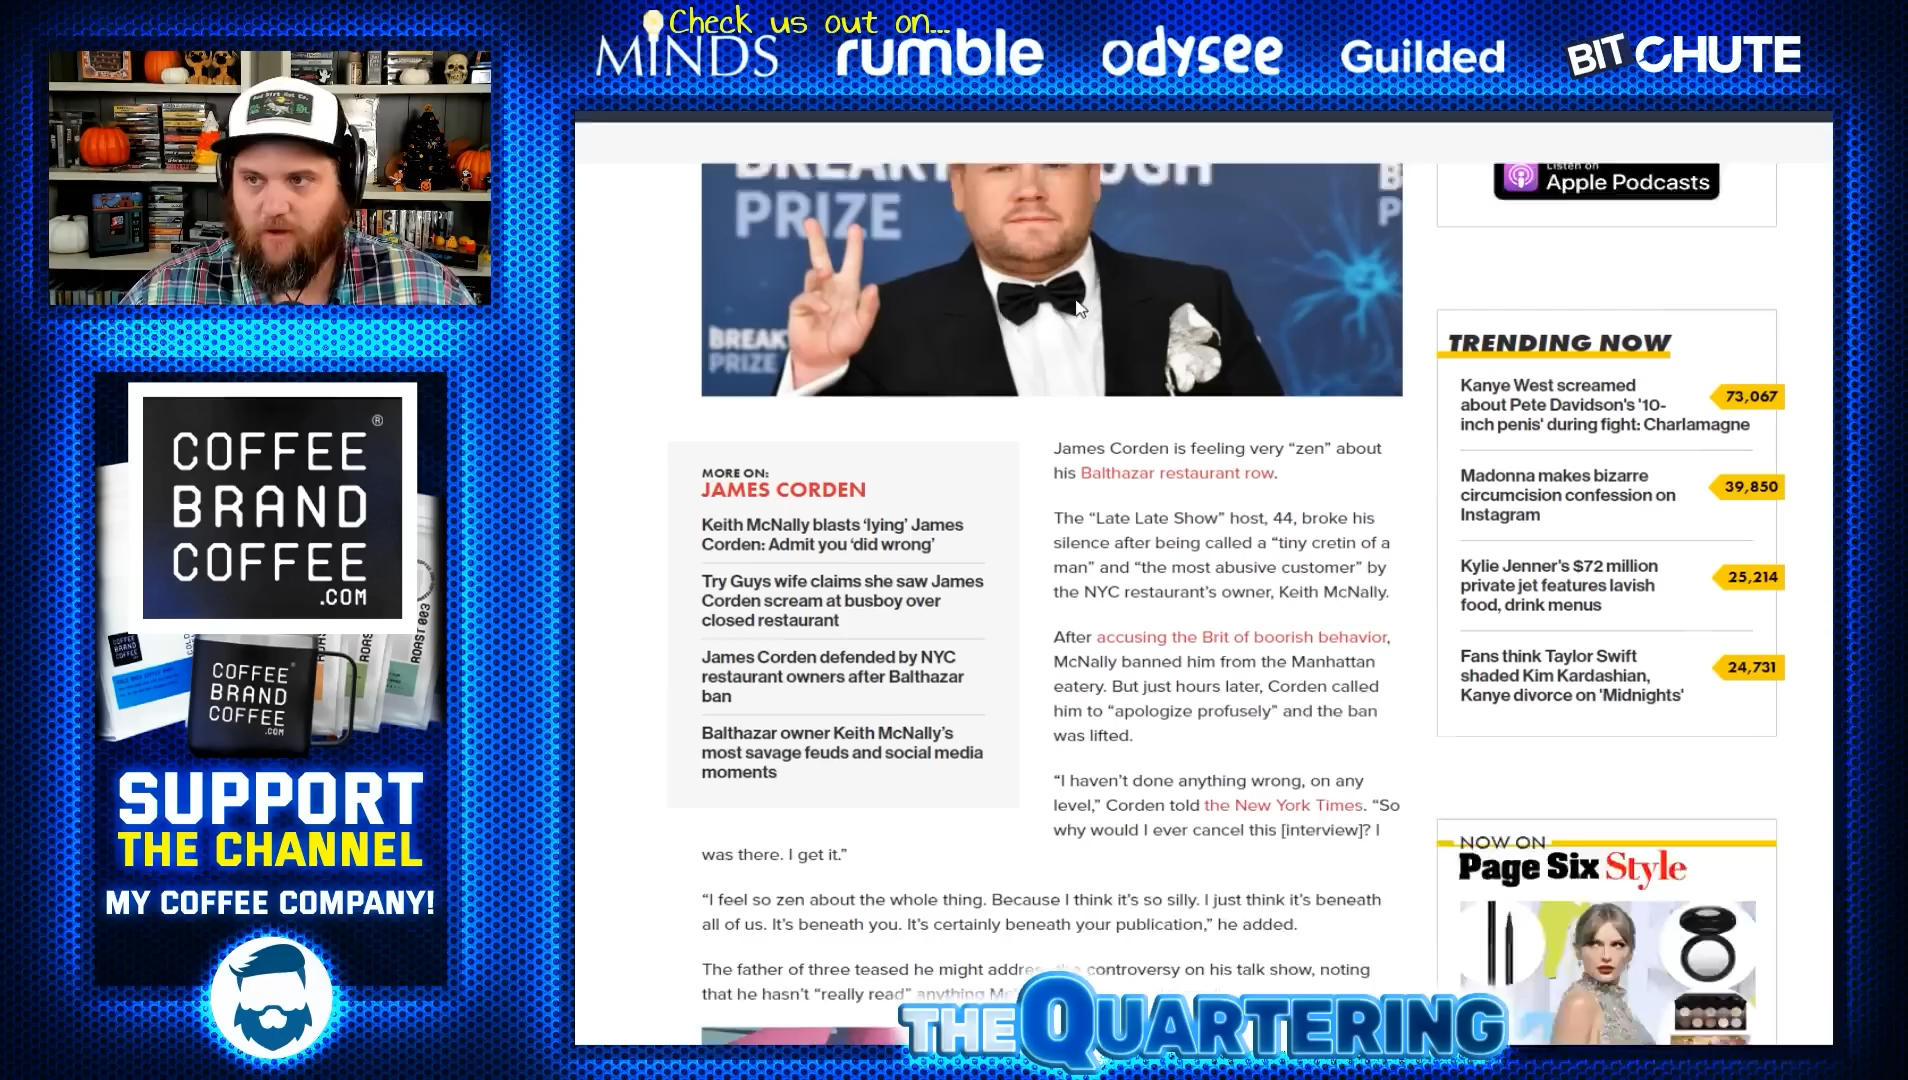 Check us out on...
MINDS
rumble
odysee
Guilded
BITCHUTE
COFFEE
BRAND
COFFEE
.COM
®
COFFEE
BRAND
COFFEE
.COM
ROAST 003
SUPPORT
THE CHANNEL
MY COFFEE COMPANY!
PRIZE
BREAK
PRIZE
MORE ON:
JAMES CORDEN
Keith McNally blasts ‘lying’ James
Corden: Admit you ‘did wrong’
Try Guys wife claims she saw James
Corden scream at busboy over
closed restaurant
James Corden defended by NYC
restaurant owners after Balthazar
ban
Balthazar owner Keith McNally’s
most savage feuds and social media
moments
James Corden is feeling very “zen” about
his Balthazar restaurant row.
The “Late Late Show” host, 44, broke his
silence after being called a “tiny cretin of a
man” and “the most abusive customer” by
the NYC restaurant’s owner, Keith McNally.
After accusing the Brit of boorish behavior,
McNally banned him from the Manhattan
eatery. But just hours later, Corden called
him to “apologize profusely” and the ban
was lifted.
“I haven’t done anything wrong, on any
level,” Corden told the New York Times. “So
why would I ever cancel this [interview]? I
was there. I get it.”
“I feel so zen about the whole thing. Because I think it’s so silly. I just think it’s beneath
all of us. It’s beneath you. It’s certainly beneath your publication,” he added.
The father of three teased he might address the controversy on his talk show, noting
that he hasn’t “really read” anything
Listen on
Apple Podcasts
TRENDING NOW
Kanye West screamed
about Pete Davidson's '10-
inch penis' during fight: Charlamagne
73,067
Madonna makes bizarre
circumcision confession on
Instagram
39,850
Kylie Jenner's $72 million
private jet features lavish
food, drink menus
25,214
Fans think Taylor Swift
shaded Kim Kardashian,
Kanye divorce on 'Midnights'
24,731
NOW ON
Page Six Style
THE QUARTERING